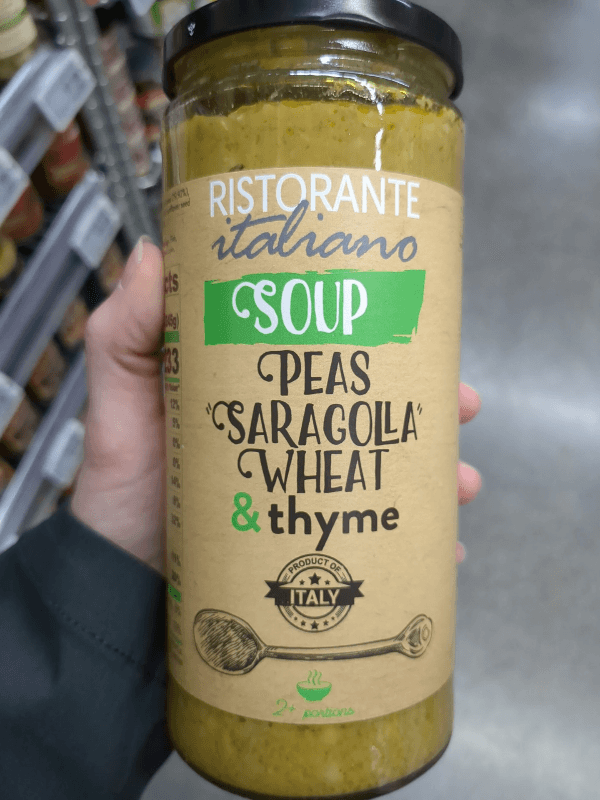 RISTORANTE
italiano
SOUP
PEAS
"SARAGOLLA"
WHEAT
& thyme
PRODUCT OF
ITALY
2+ portions